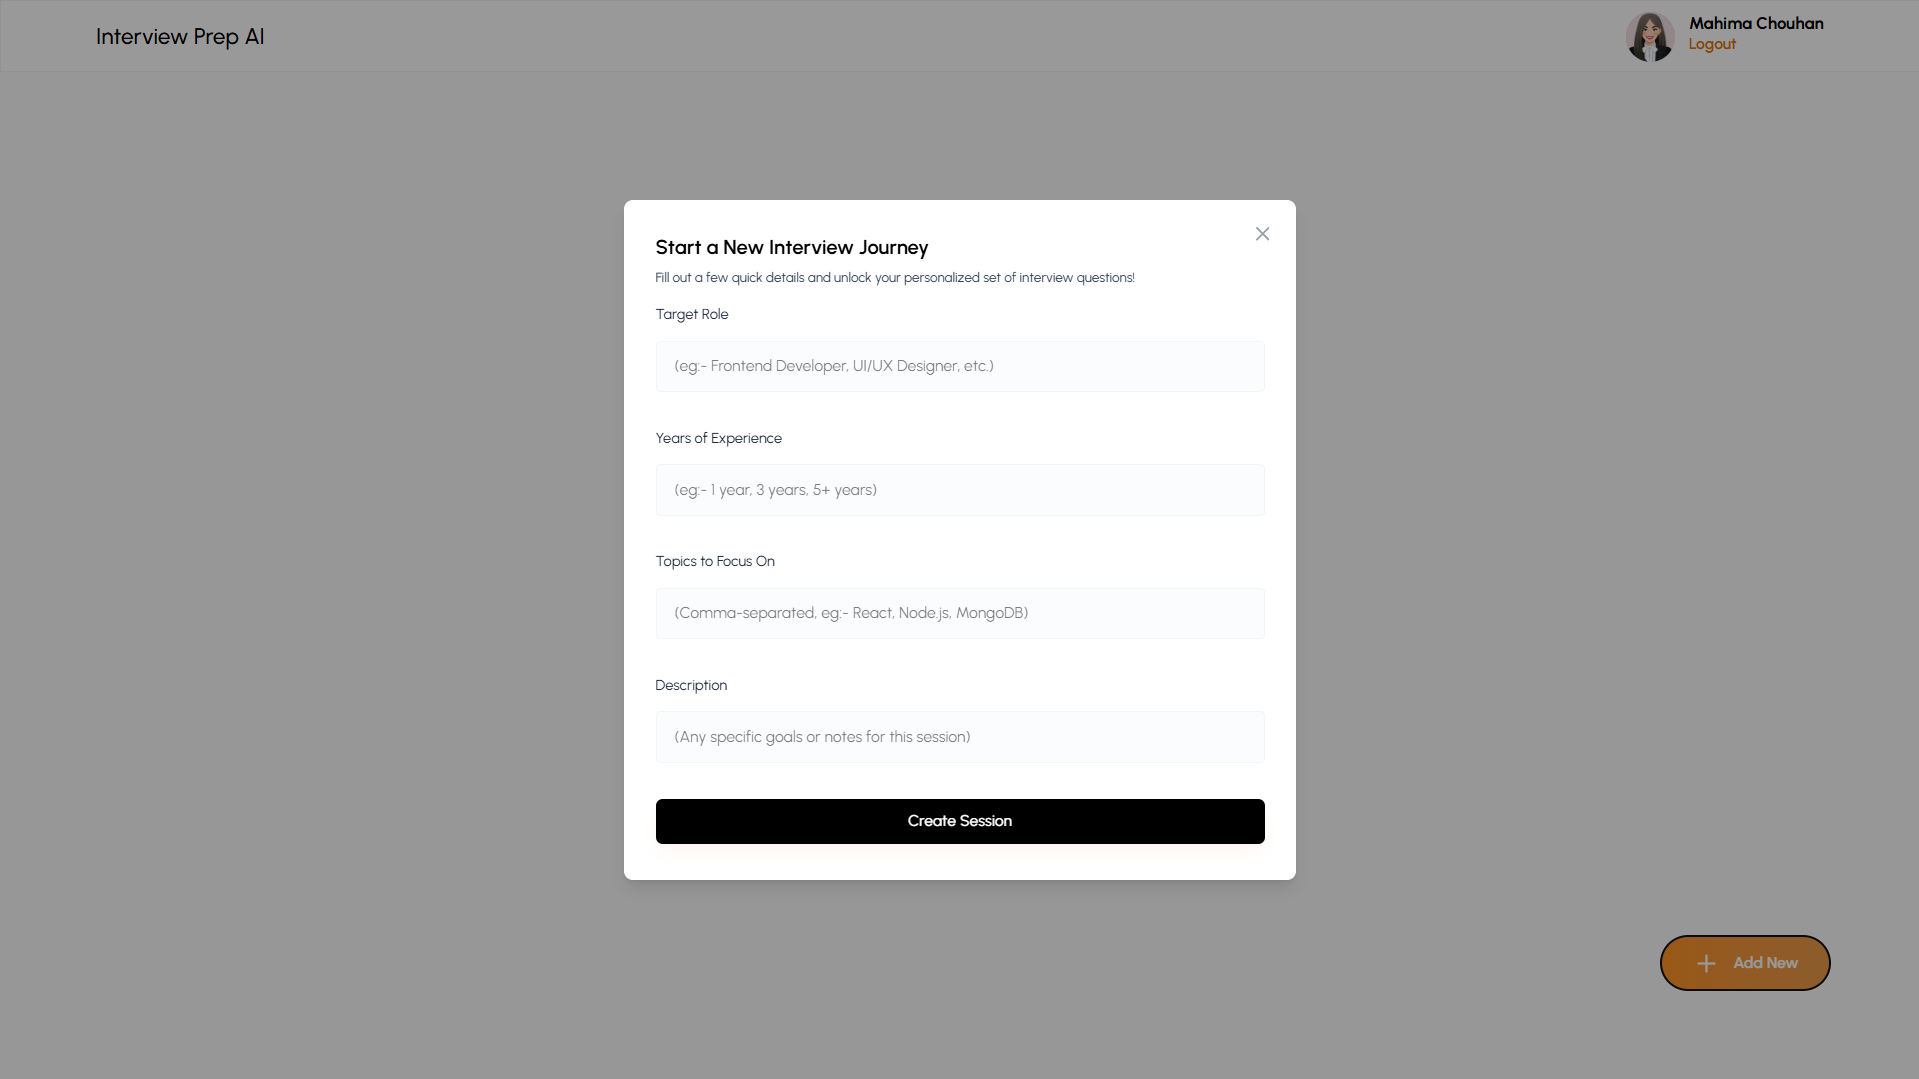 Interview Prep AI
Mahima Chouhan
Logout
Start a New Interview Journey
Fill out a few quick details and unlock your personalized set of interview questions!
Target Role
(eg:- Frontend Developer, UI/UX Designer, etc.)
Years of Experience
(eg:- 1 year, 3 years, 5+ years)
Topics to Focus On
(Comma-separated, eg:- React, Node.js, MongoDB)
Description
(Any specific goals or notes for this session)
Create Session
Add New